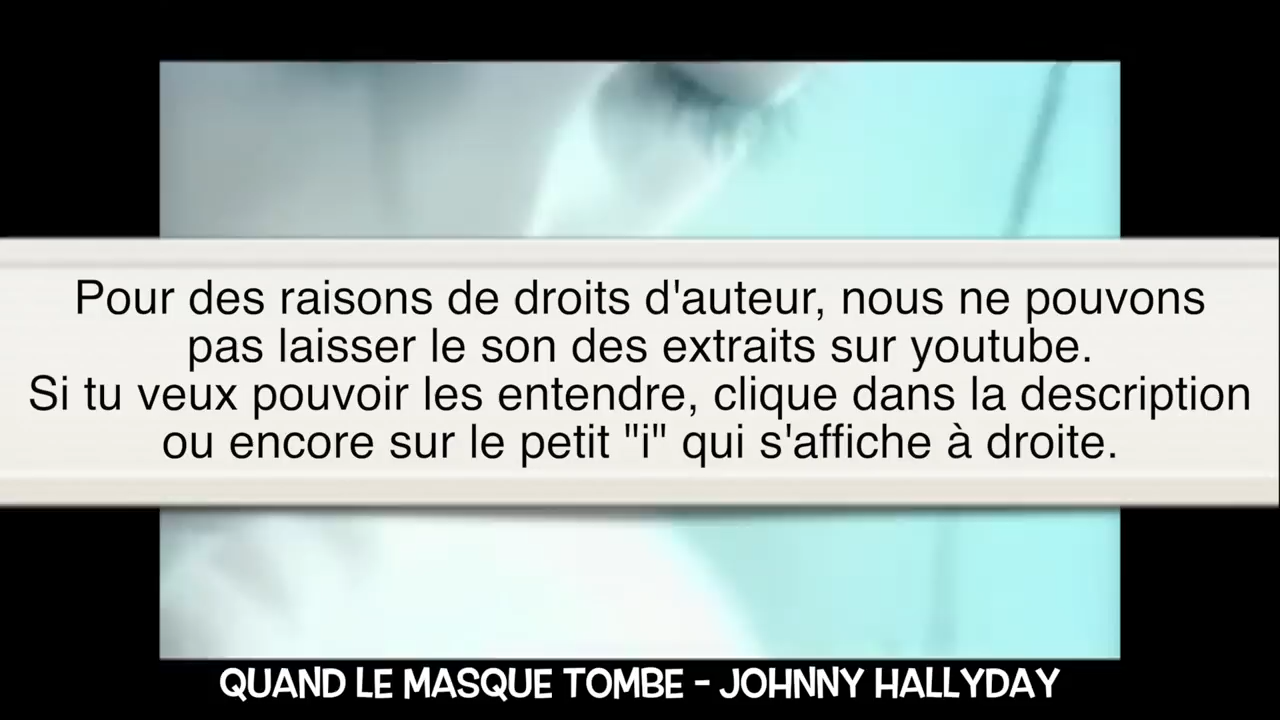 Pour des raisons de droits d'auteur, nous ne pouvons
pas laisser le son des extraits sur youtube.
Si tu veux pouvoir les entendre, clique dans la description
ou encore sur le petit "i" qui s'affiche à droite.
QUAND LE MASQUE TOMBE - JOHNNY HALLYDAY